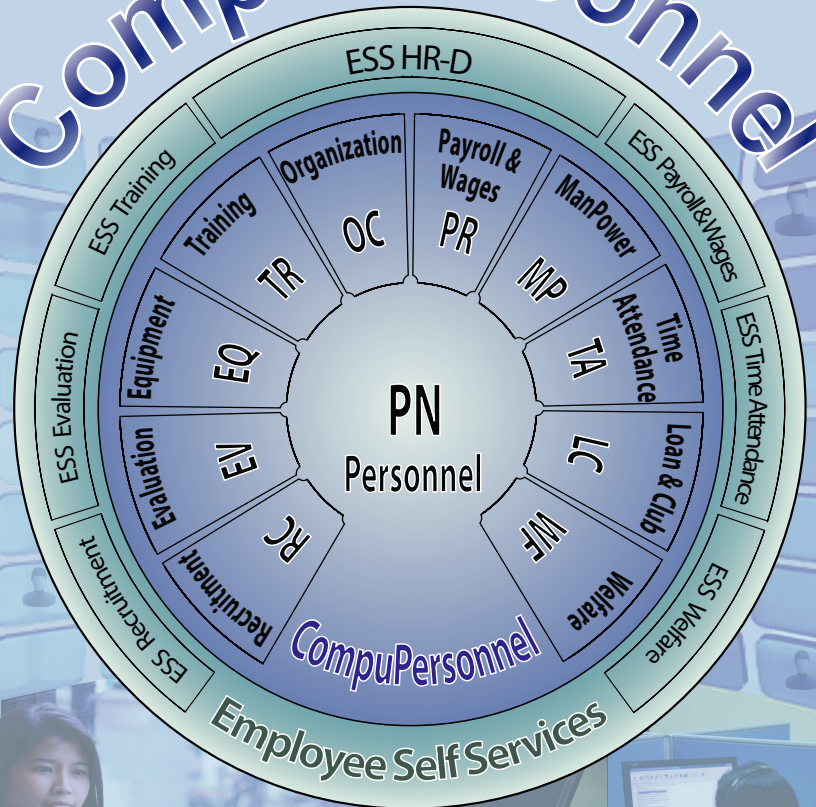 Comp onnel
ESS HR-D
ESS Payroll&Wages
ESS Time Attendance
ESS Welfare
ESS Training
ESS Evaluation
ESS Recruitment
Employee Self Services
Organization
OC
Payroll &
Wages
PR
ManPower
MP
Time
Attendance
TA
Loan & Club
LC
Welfare
WF
Training
TR
Equipment
EQ
Evaluation
EV
Recruitment
RC
PN
Personnel
CompuPersonnel